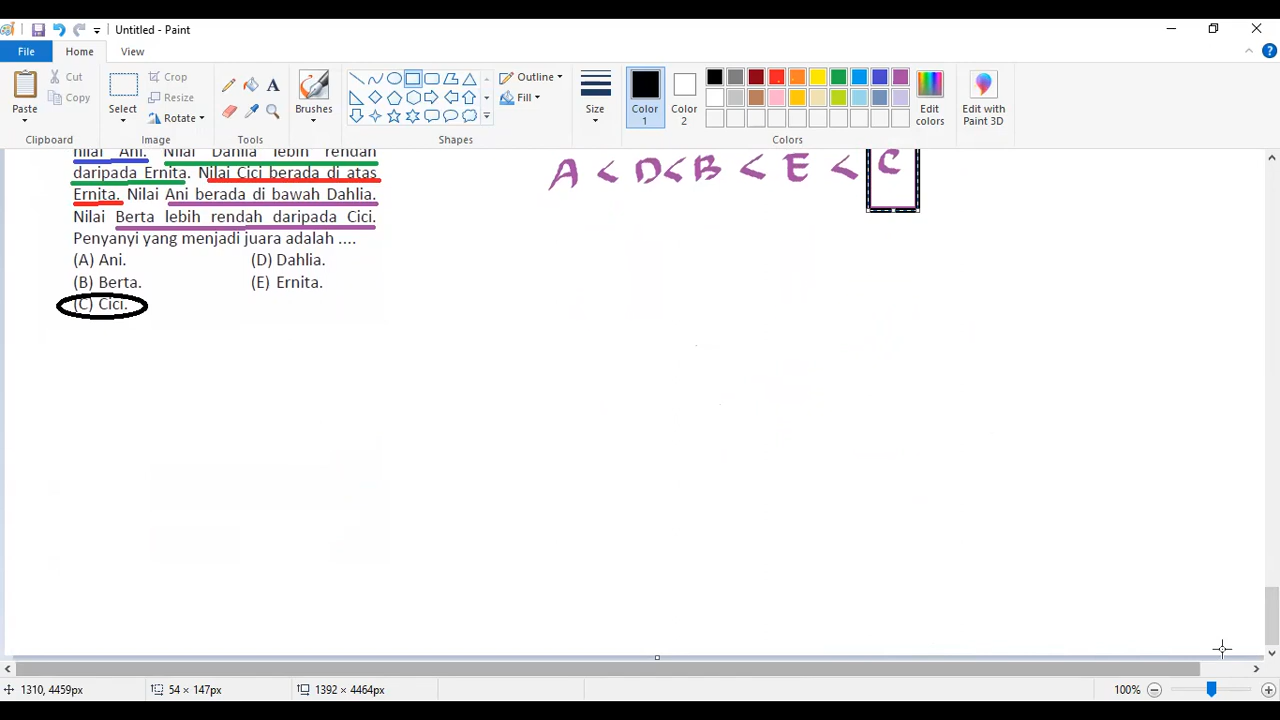 Untitled - Paint
File Home View
Paste
Cut
Copy
Clipboard
Select
Crop
Resize
Rotate
Image
A
Tools
Brushes
Shapes
Outline
Fill
Size
Color 1
Color 2
Colors
Edit colors
Edit with Paint 3D
nilai Ani. Nilai Dahlia lebih rendah
daripada Ernita. Nilai Cici berada di atas
Ernita. Nilai Ani berada di bawah Dahlia.
Nilai Berta lebih rendah daripada Cici.
Penyanyi yang menjadi juara adalah ....
(A) Ani. (D) Dahlia.
(B) Berta. (E) Ernita.
(C) Cici.
A < D < B < E < C
1310, 4459px 54 × 147px 1392 × 4464px 100%